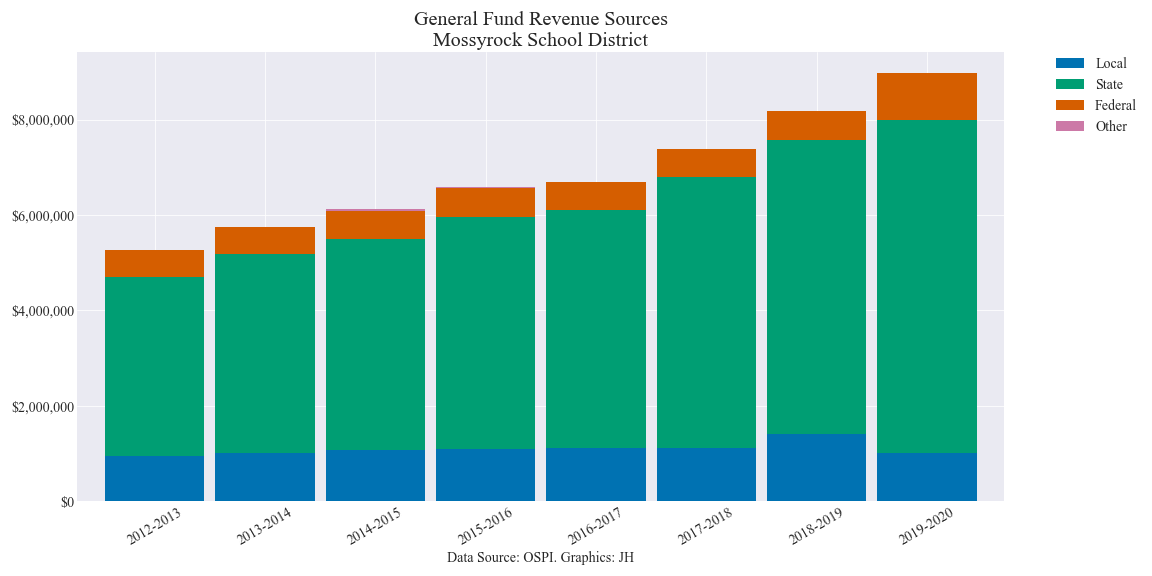 General Fund Revenue Sources
Mossyrock School District
Local
State
Federal
Other
$8,000,000
$6,000,000
$4,000,000
$2,000,000
$0
2012-2013
2013-2014
2014-2015
2015-2016
2016-2017
2017-2018
2018-2019
2019-2020
Data Source: OSPI. Graphics: JH